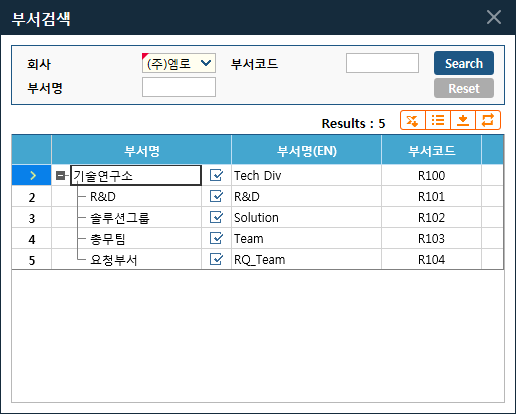 부서검색
회사 (주)엠로 부서코드 Search
부서명 Reset
Results : 5
부서명 부서명(EN) 부서코드
기술연구소 Tech Div R100
2 R&D R&D R101
3 솔루션그룹 Solution R102
4 총무팀 Team R103
5 요청부서 RQ_Team R104